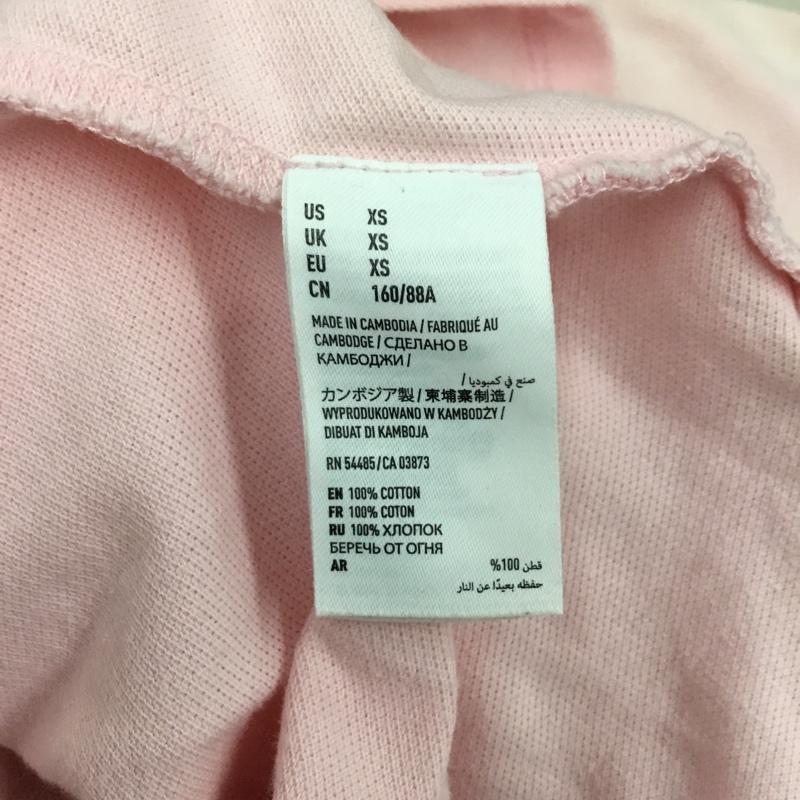 US XS
UK XS
EU XS
CN 160/88A
MADE IN CAMBODIA / FABRIQUÉ AU
CAMBODGE / СДЕЛАНО В
КАМБОДЖИ /
صنع في كمبوديا /
カンボジア製 / 柬埔寨制造 /
WYPRODUKOWANO W KAMBODŻY /
DIBUAT DI KAMBOJA
RN 54485/CA 03873
EN 100% COTTON
FR 100% COTON
RU 100% ХЛОПОК
БЕРЕЧЬ ОТ ОГНЯ
AR قطن 100%
حفظه بعيدًا عن النار